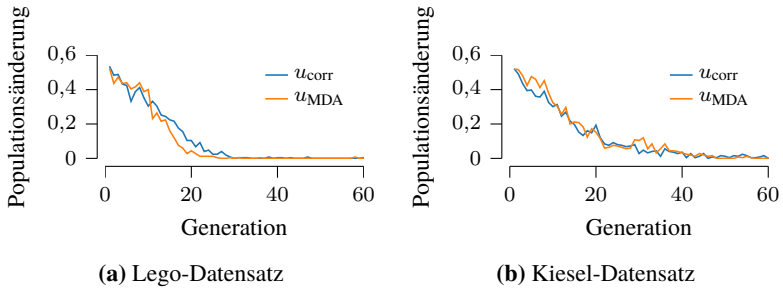 0,6
0,4
0,2
0
Populationsänderung
u_corr
u_MDA
0 20 40 60
Generation
(a) Lego-Datensatz
0,6
0,4
0,2
0
Populationsänderung
u_corr
u_MDA
0 20 40 60
Generation
(b) Kiesel-Datensatz